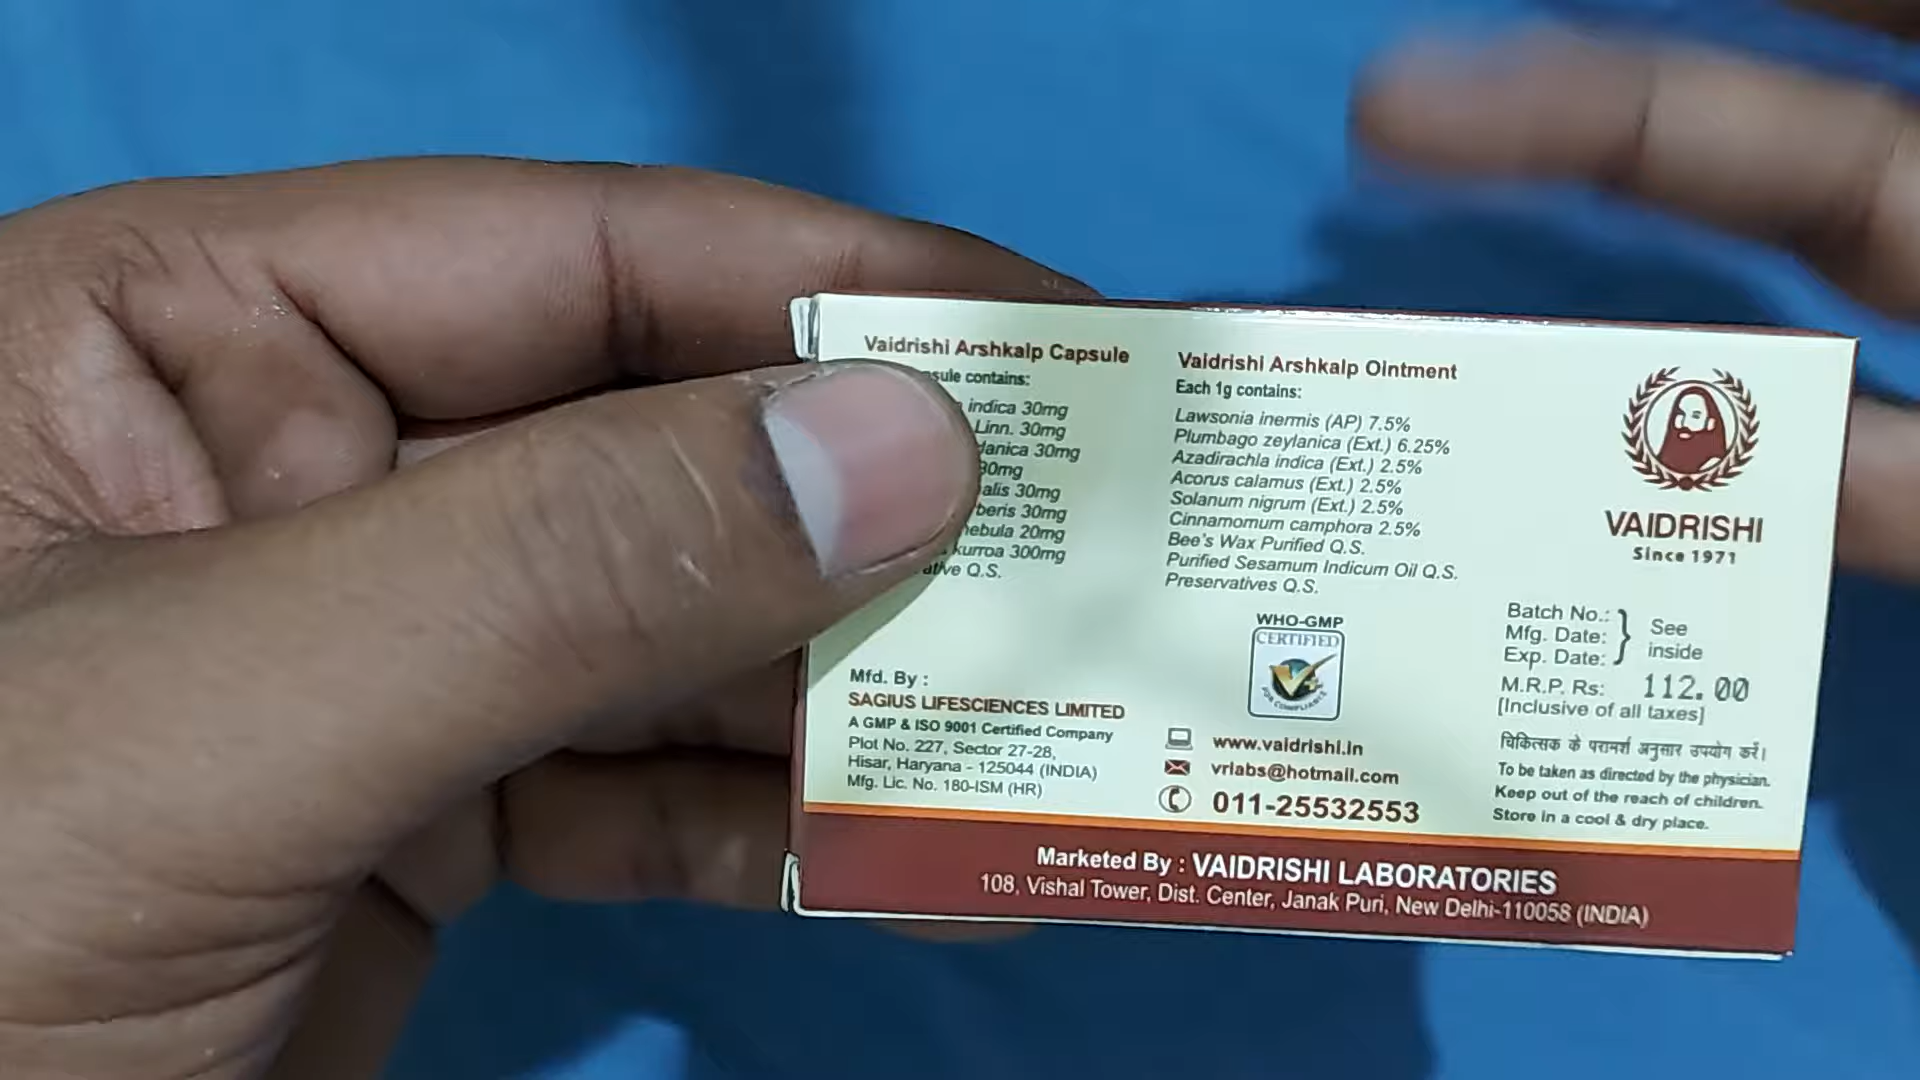 Vaidrishi Arshkalp Capsule
contains:
indica 30mg
Linn. 30mg
30mg
30mg
30mg
20mg
kurroa 300mg
Q.S.
Mfd. By :
SAGIUS LIFESCIENCES LIMITED
A GMP & ISO 9001 Certified Company
Plot No. 227, Sector 27-28,
Hisar, Haryana - 125044 (INDIA)
Mfg. Lic. No. 180-ISM (HR)
Vaidrishi Arshkalp Ointment
Each 1g contains:
Lawsonia inermis (AP) 7.5%
Plumbago zeylanica (Ext.) 6.25%
Azadirachla indica (Ext.) 2.5%
Acorus calamus (Ext.) 2.5%
Solanum nigrum (Ext.) 2.5%
Cinnamomum camphora 2.5%
Bee's Wax Purified Q.S.
Purified Sesamum Indicum Oil Q.S.
Preservatives Q.S.
WHO-GMP
CERTIFIED
FOR COMPLIANCE
www.vaidrishi.in
vrlabs@hotmail.com
011-25532553
VAIDRISHI
Since 1971
Batch No.:
Mfg. Date:
Exp. Date:
See
inside
M.R.P. Rs: 112.00
[Inclusive of all taxes]
चिकित्सक के परामर्श अनुसार उपयोग करें।
To be taken as directed by the physician.
Keep out of the reach of children.
Store in a cool & dry place.
Marketed By : VAIDRISHI LABORATORIES
108, Vishal Tower, Dist. Center, Janak Puri, New Delhi-110058 (INDIA)